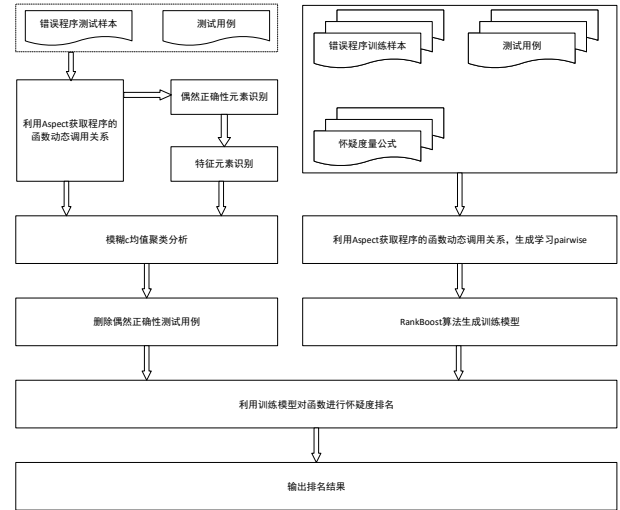 错误程序测试样本
测试用例
利用Aspect获取程序的
函数动态调用关系
偶然正确性元素识别
特征元素识别
模糊c均值聚类分析
删除偶然正确性测试用例
错误程序训练样本
测试用例
怀疑度量公式
利用Aspect获取程序的函数动态调用关系，生成学习pairwise
RankBoost算法生成训练模型
利用训练模型对函数进行怀疑度排名
输出排名结果